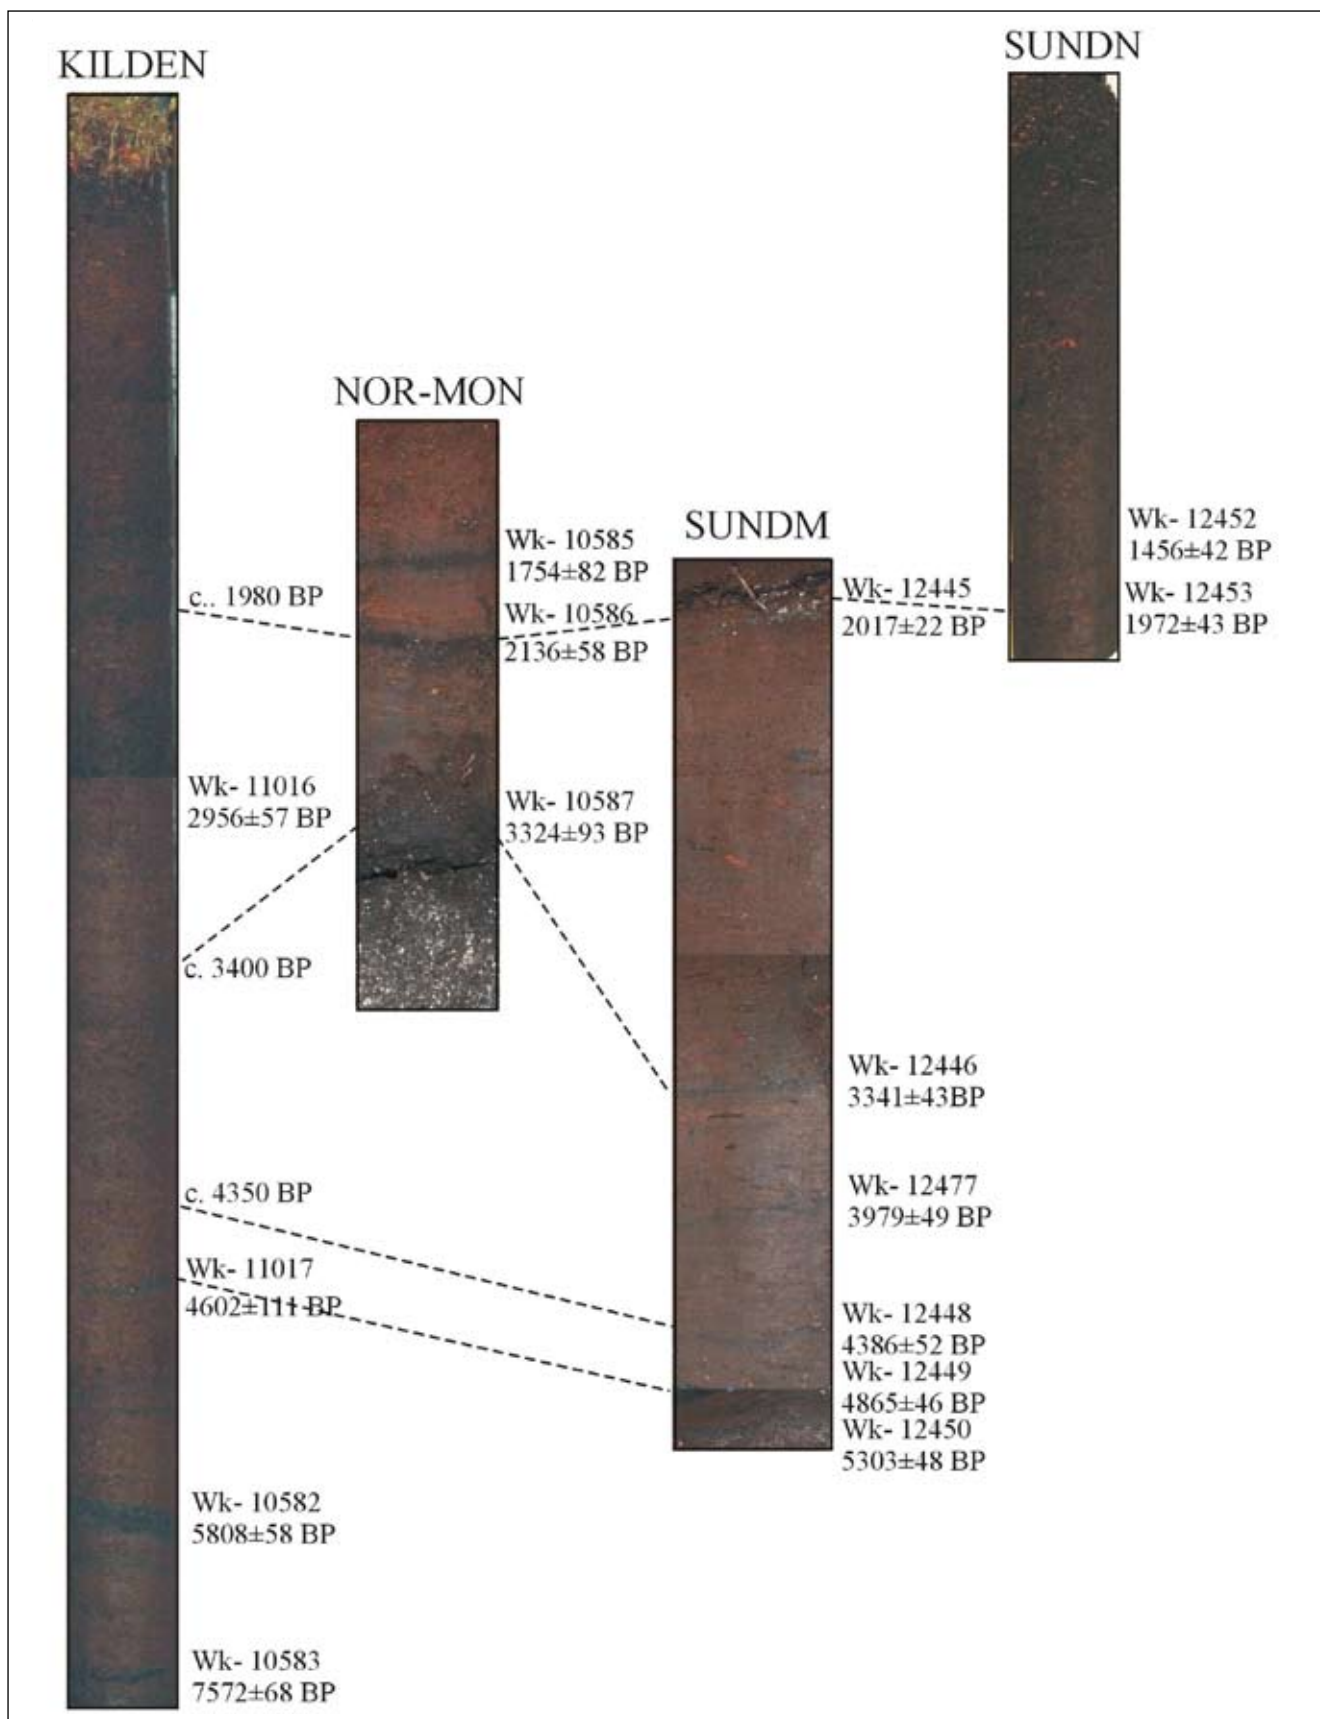 KILDEN
c.. 1980 BP
Wk- 11016
2956±57 BP
c. 3400 BP
c. 4350 BP
Wk- 11017
4602±111 BP
Wk- 10582
5808±58 BP
Wk- 10583
7572±68 BP
NOR-MON
Wk- 10585
1754±82 BP
Wk- 10586
2136±58 BP
Wk- 10587
3324±93 BP
SUNDM
Wk- 12445
2017±22 BP
Wk- 12446
3341±43BP
Wk- 12477
3979±49 BP
Wk- 12448
4386±52 BP
Wk- 12449
4865±46 BP
Wk- 12450
5303±48 BP
SUNDN
Wk- 12452
1456±42 BP
Wk- 12453
1972±43 BP